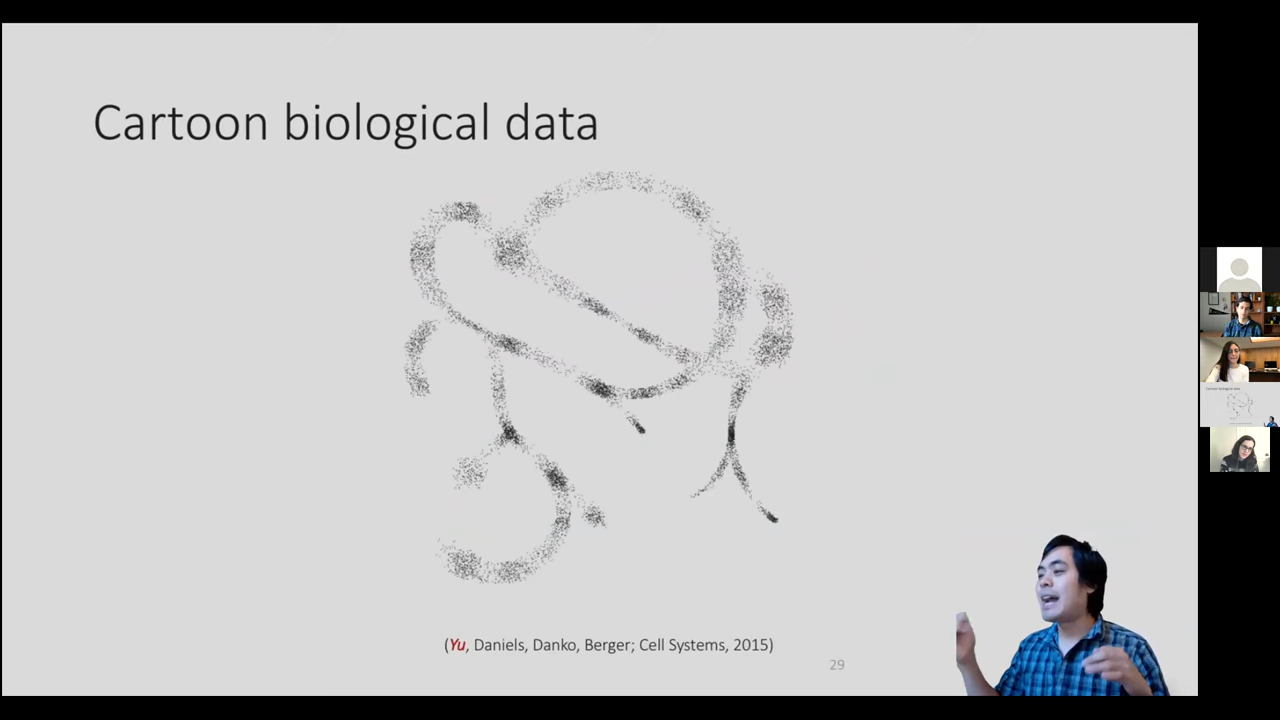 Cartoon biological data
(Yu, Daniels, Danko, Berger; Cell Systems, 2015)
29